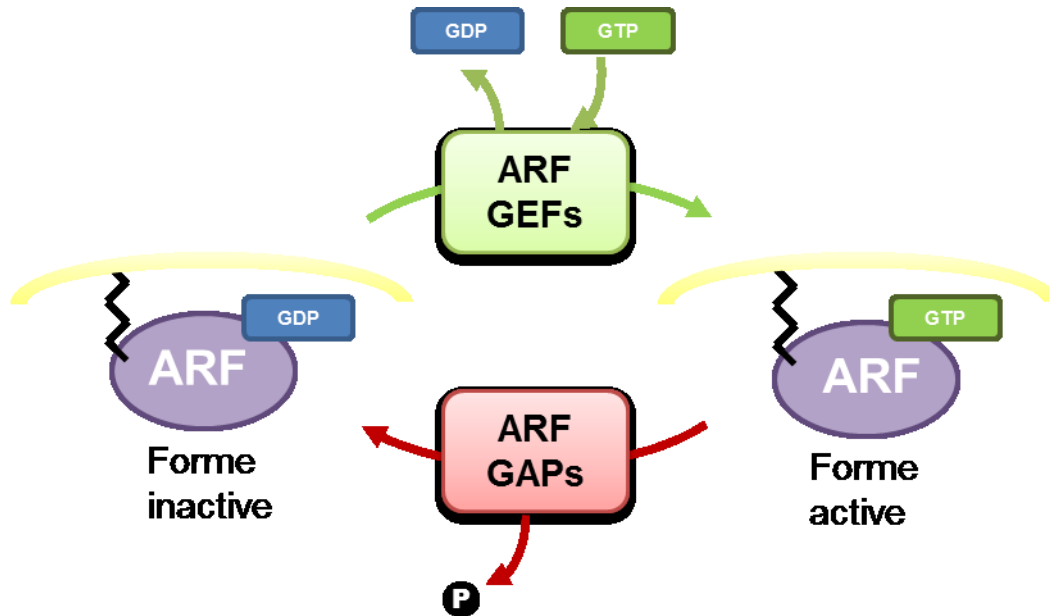 GDP
GTP
ARF
GEFs
GDP
GTP
ARF
ARF
Forme
inactive
ARF
GAPs
Forme
active
P